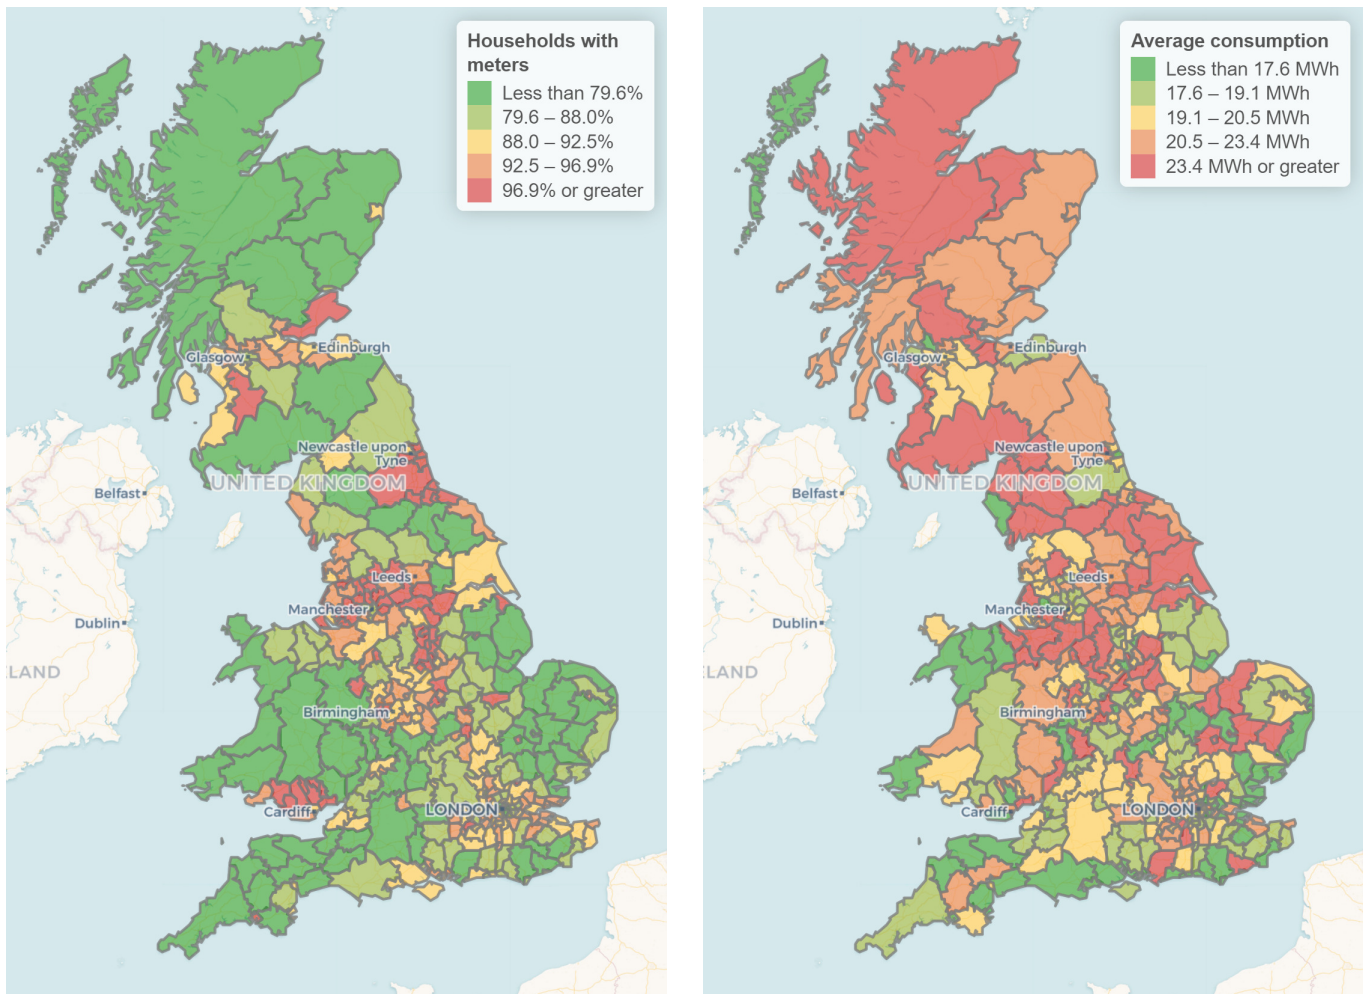 Households with
meters
Less than 79.6%
79.6 – 88.0%
88.0 – 92.5%
92.5 – 96.9%
96.9% or greater
Glasgow
Edinburgh
Newcastle upon
Tyne
UNITED KINGDOM
Belfast
Leeds
Manchester
Dublin
ELAND
Birmingham
LONDON
Cardiff
Average consumption
Less than 17.6 MWh
17.6 – 19.1 MWh
19.1 – 20.5 MWh
20.5 – 23.4 MWh
23.4 MWh or greater
Glasgow
Edinburgh
Newcastle upon
Tyne
UNITED KINGDOM
Belfast
Leeds
Manchester
Dublin
ELAND
Birmingham
LONDON
Cardiff